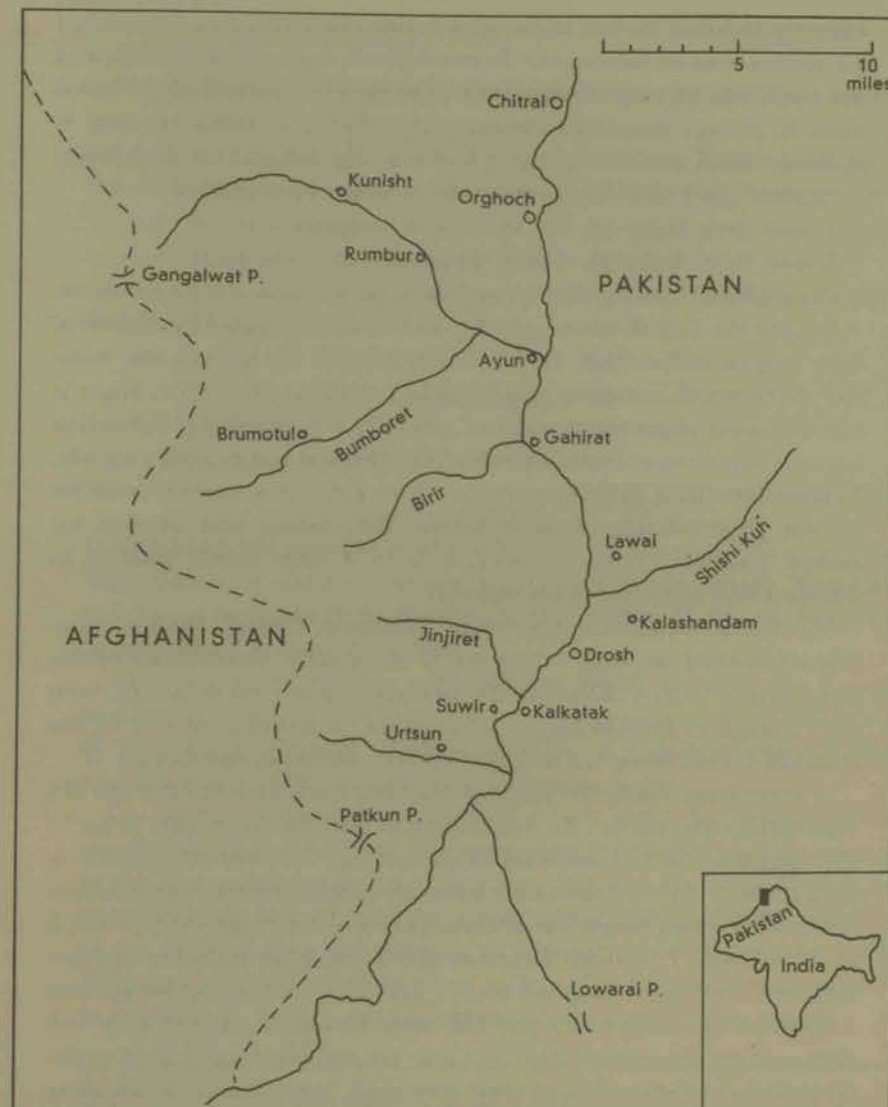 5
10
miles
Chitral
Kunisht
Orghoch
Rumbur
Gangalwat P.
PAKISTAN
Ayun
Brumotul
Bumboret
Gahirat
Birir
Lawai
Shishi Kuh
Kalashandam
AFGHANISTAN
Jinjiret
Drosh
Suwir
Kalkatak
Urtsun
Patkun P.
Pakistan
India
Lowarai P.